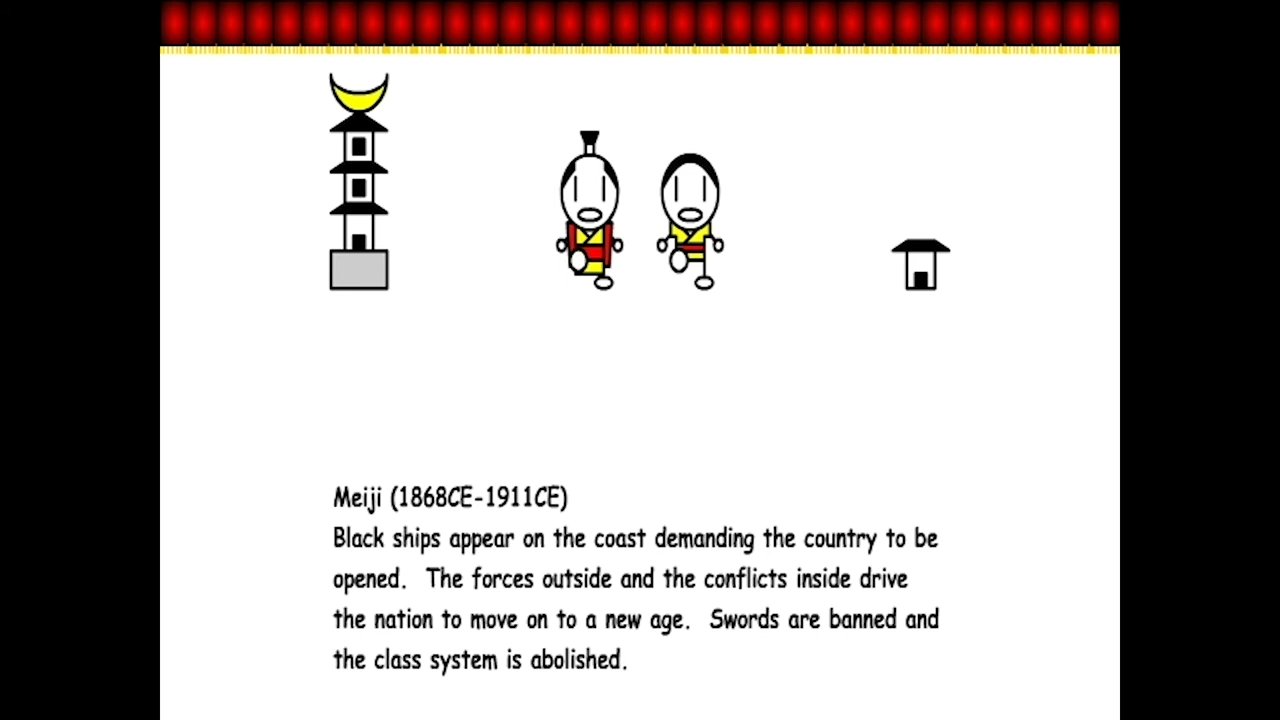 Meiji (1868CE-1911CE)
Black ships appear on the coast demanding the country to be
opened.  The forces outside and the conflicts inside drive
the nation to move on to a new age.  Swords are banned and
the class system is abolished.